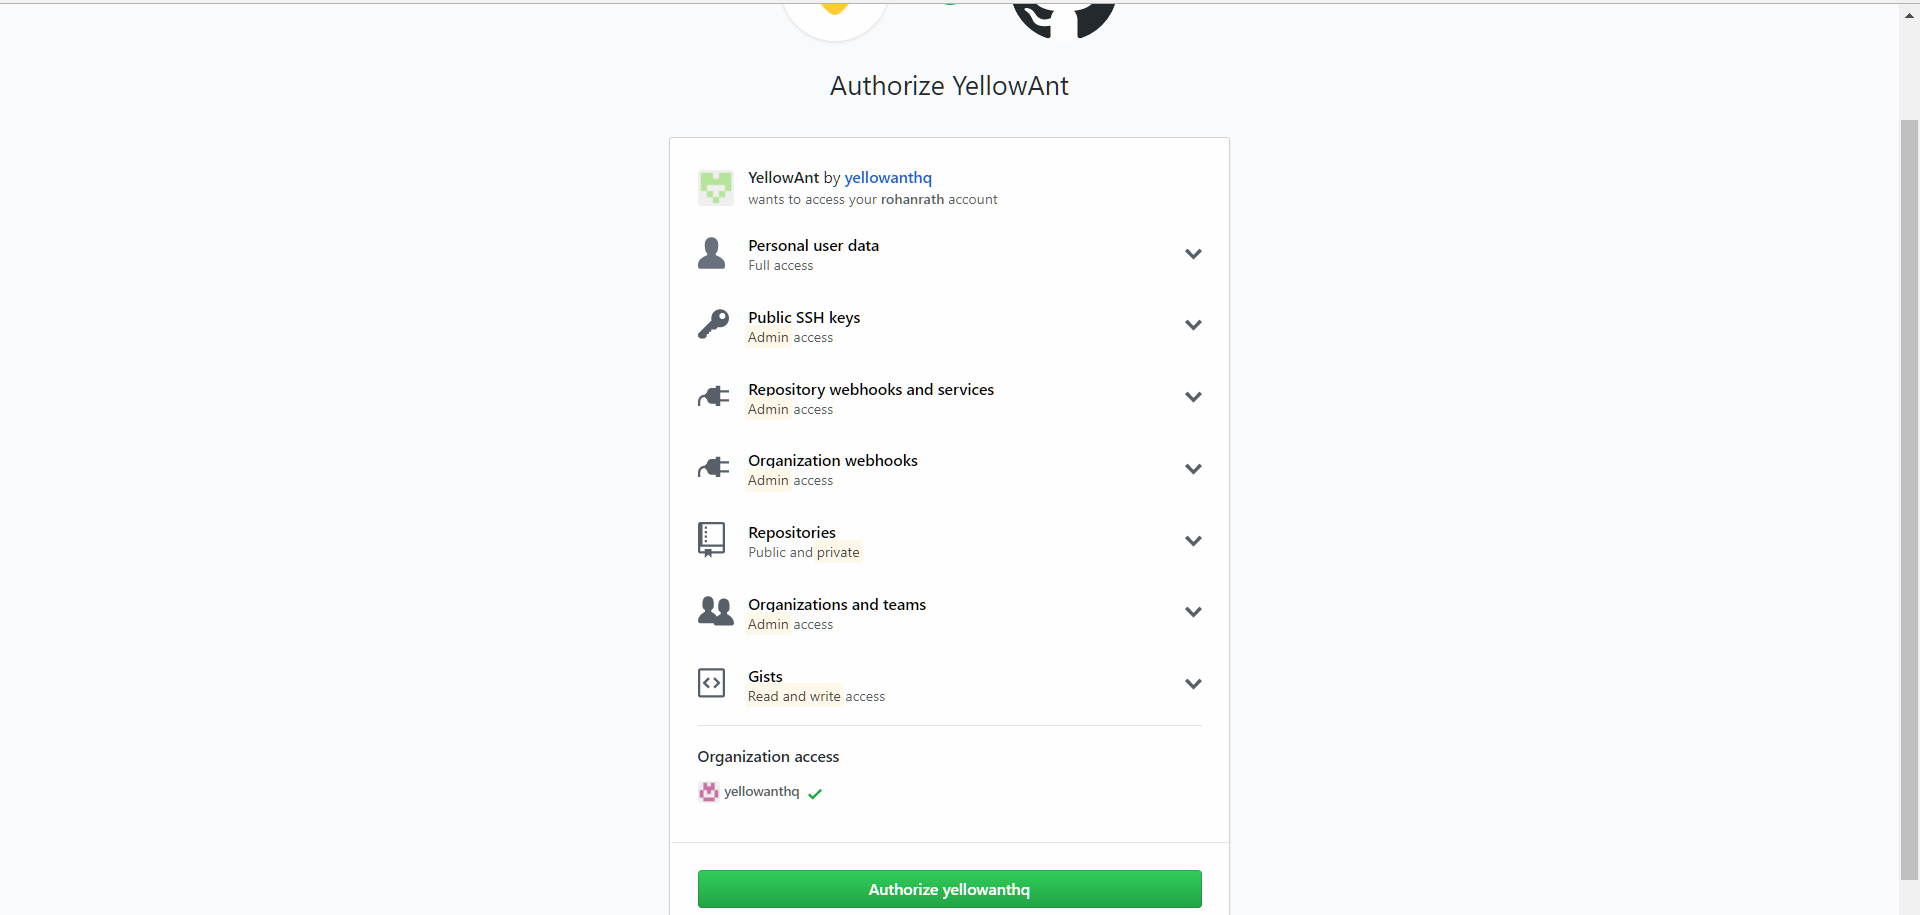 Authorize YellowAnt
YellowAnt by yellowanthq
wants to access your rohanrath account
Personal user data
Full access
Public SSH keys
Admin access
Repository webhooks and services
Admin access
Organization webhooks
Admin access
Repositories
Public and private
Organizations and teams
Admin access
Gists
Read and write access
Organization access
yellowanthq
Authorize yellowanthq